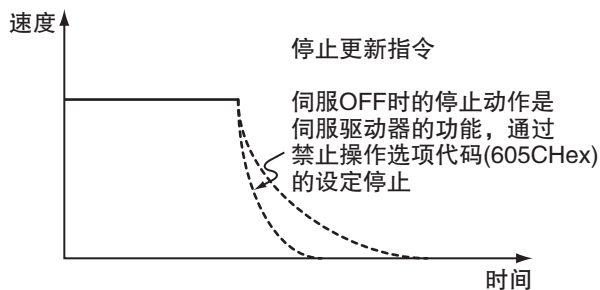 速度
停止更新指令
伺服OFF时的停止动作是
伺服驱动器的功能，通过
禁止操作选项代码(605CHex)
的设定停止
时间